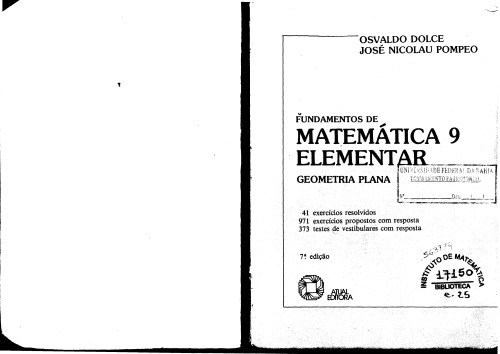 OSVALDO DOLCE
JOSÉ NICOLAU POMPEO
FUNDAMENTOS DE
MATEMÁTICA 9
ELEMENTAR
GEOMETRIA PLANA
UNIVERSIDADE FEDERAL DA BAHIA
41 exercícios resolvidos
971 exercícios propostos com resposta
373 testes de vestibulares com resposta
7ª edição
ATUAL
EDITORA
INSTITUTO DE MATEMÁTICA
17150
BIBLIOTECA
e. 25